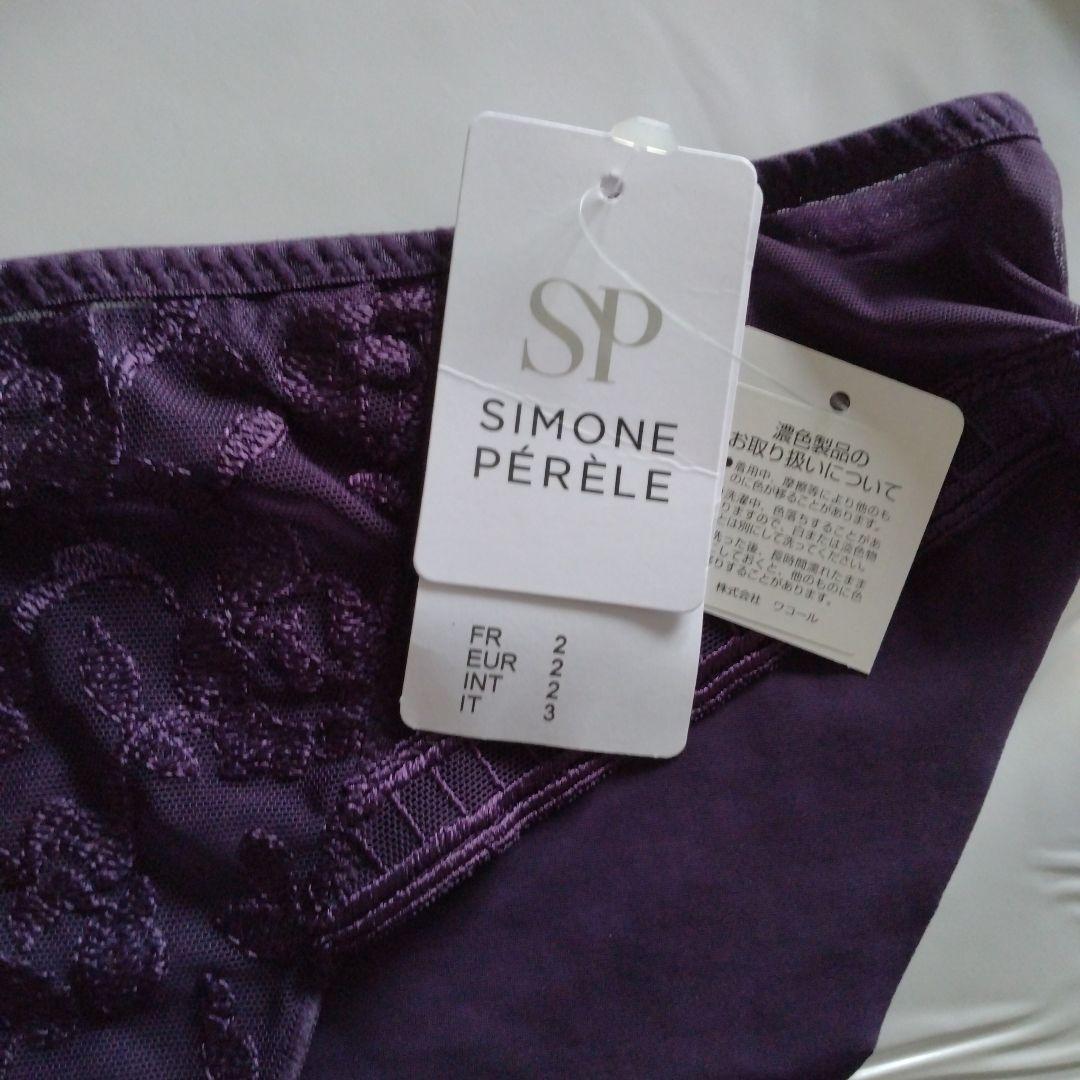 SP
SIMONE
PÉRÈLE
FR 2
EUR 2
INT 2
IT 3
濃色製品の
お取り扱いについて
●着用中、摩擦等により他のも
のに色が移ることがあります。
洗濯中、色落ちすることがあ
りますので、白または淡色物
とは別にして洗ってください。
洗った後、長時間濡れたまま
しておくと、他のものに色
移りすることがあります。
株式会社 ワコール